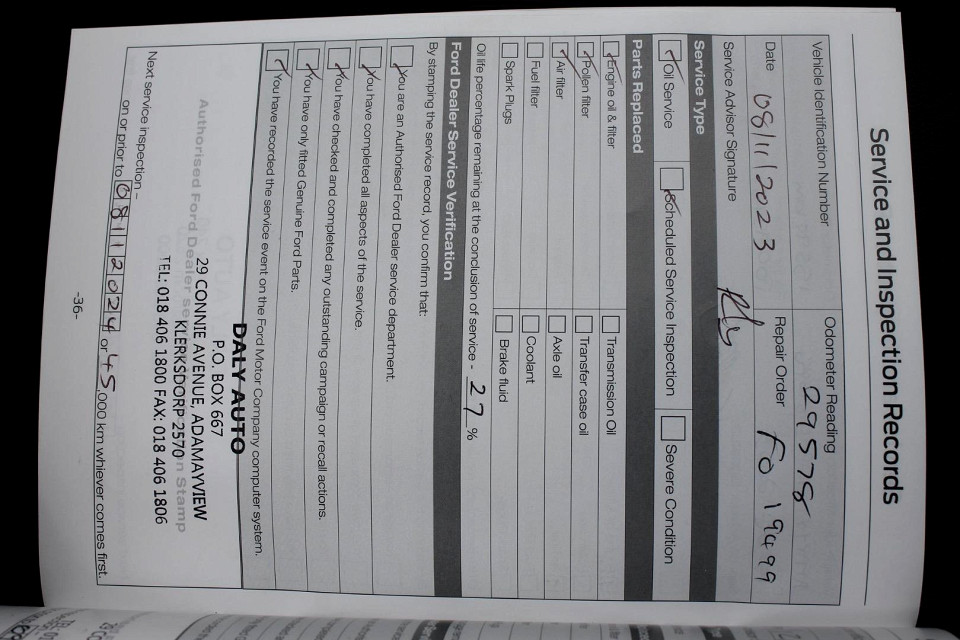 Service and Inspection Records
Vehicle Identification Number
Odometer Reading
29578
Date 08/11/2023
Repair Order Fo 19499
Service Advisor Signature
Service Type
Oil Service
Scheduled Service Inspection
Severe Condition
Parts Replaced
Engine oil & filter
Transmission Oil
Pollen filter
Transfer case oil
Air filter
Axle oil
Fuel filter
Coolant
Spark Plugs
Brake fluid
Oil life percentage remaining at the conclusion of service - 27 %
Ford Dealer Service Verification
By stamping the service record, you confirm that:
You are an Authorised Ford Dealer service department.
You have completed all aspects of the service.
You have checked and completed any outstanding campaign or recall actions.
You have only fitted Genuine Ford Parts.
You have recorded the service event on the Ford Motor Company computer system.
DALY AUTO
P.O. BOX 667
29 CONNIE AVENUE, ADAMAYVIEW
KLERKSDORP 2570
TEL: 018 406 1800 FAX: 018 406 1806
Authorised Ford Dealer se n Stamp
Next service inspection -
on or prior to 08112024 or 45,000 km whiever comes first.
-36-